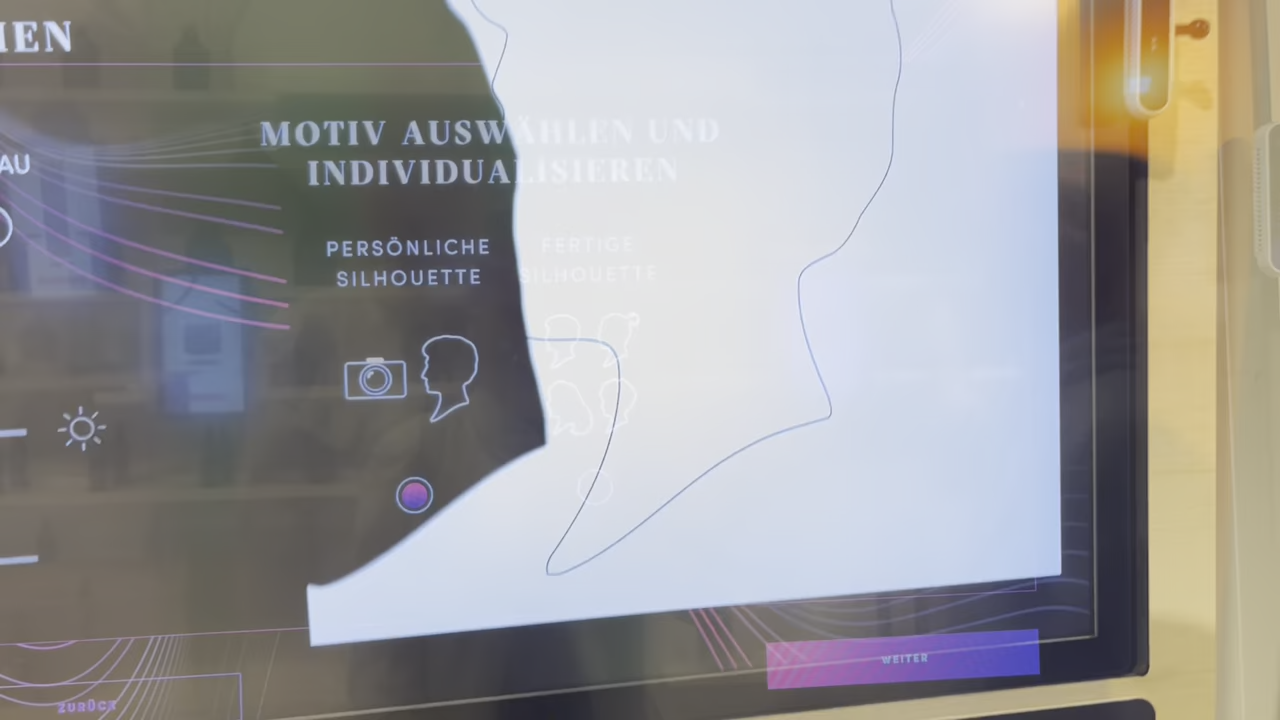 IEN
MOTIV AUSWÄHLEN UND
INDIVIDUALISIEREN
AU
PERSÖNLICHE
SILHOUETTE
FERTIGE
SILHOUETTE
WEITER
ZURÜCK